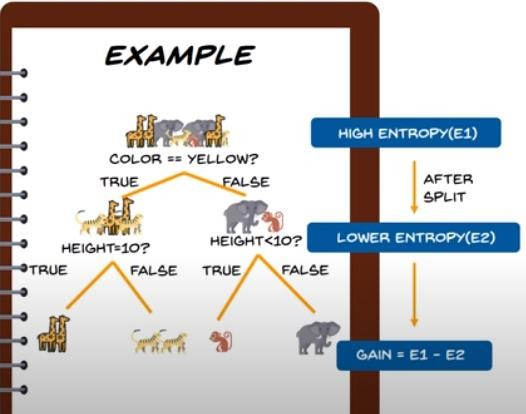 EXAMPLE
HIGH ENTROPY(E1)
COLOR == YELLOW?
TRUE
FALSE
AFTER
SPLIT
LOWER ENTROPY(E2)
HEIGHT=10?
HEIGHT<10?
TRUE
FALSE
TRUE
FALSE
GAIN = E1 - E2